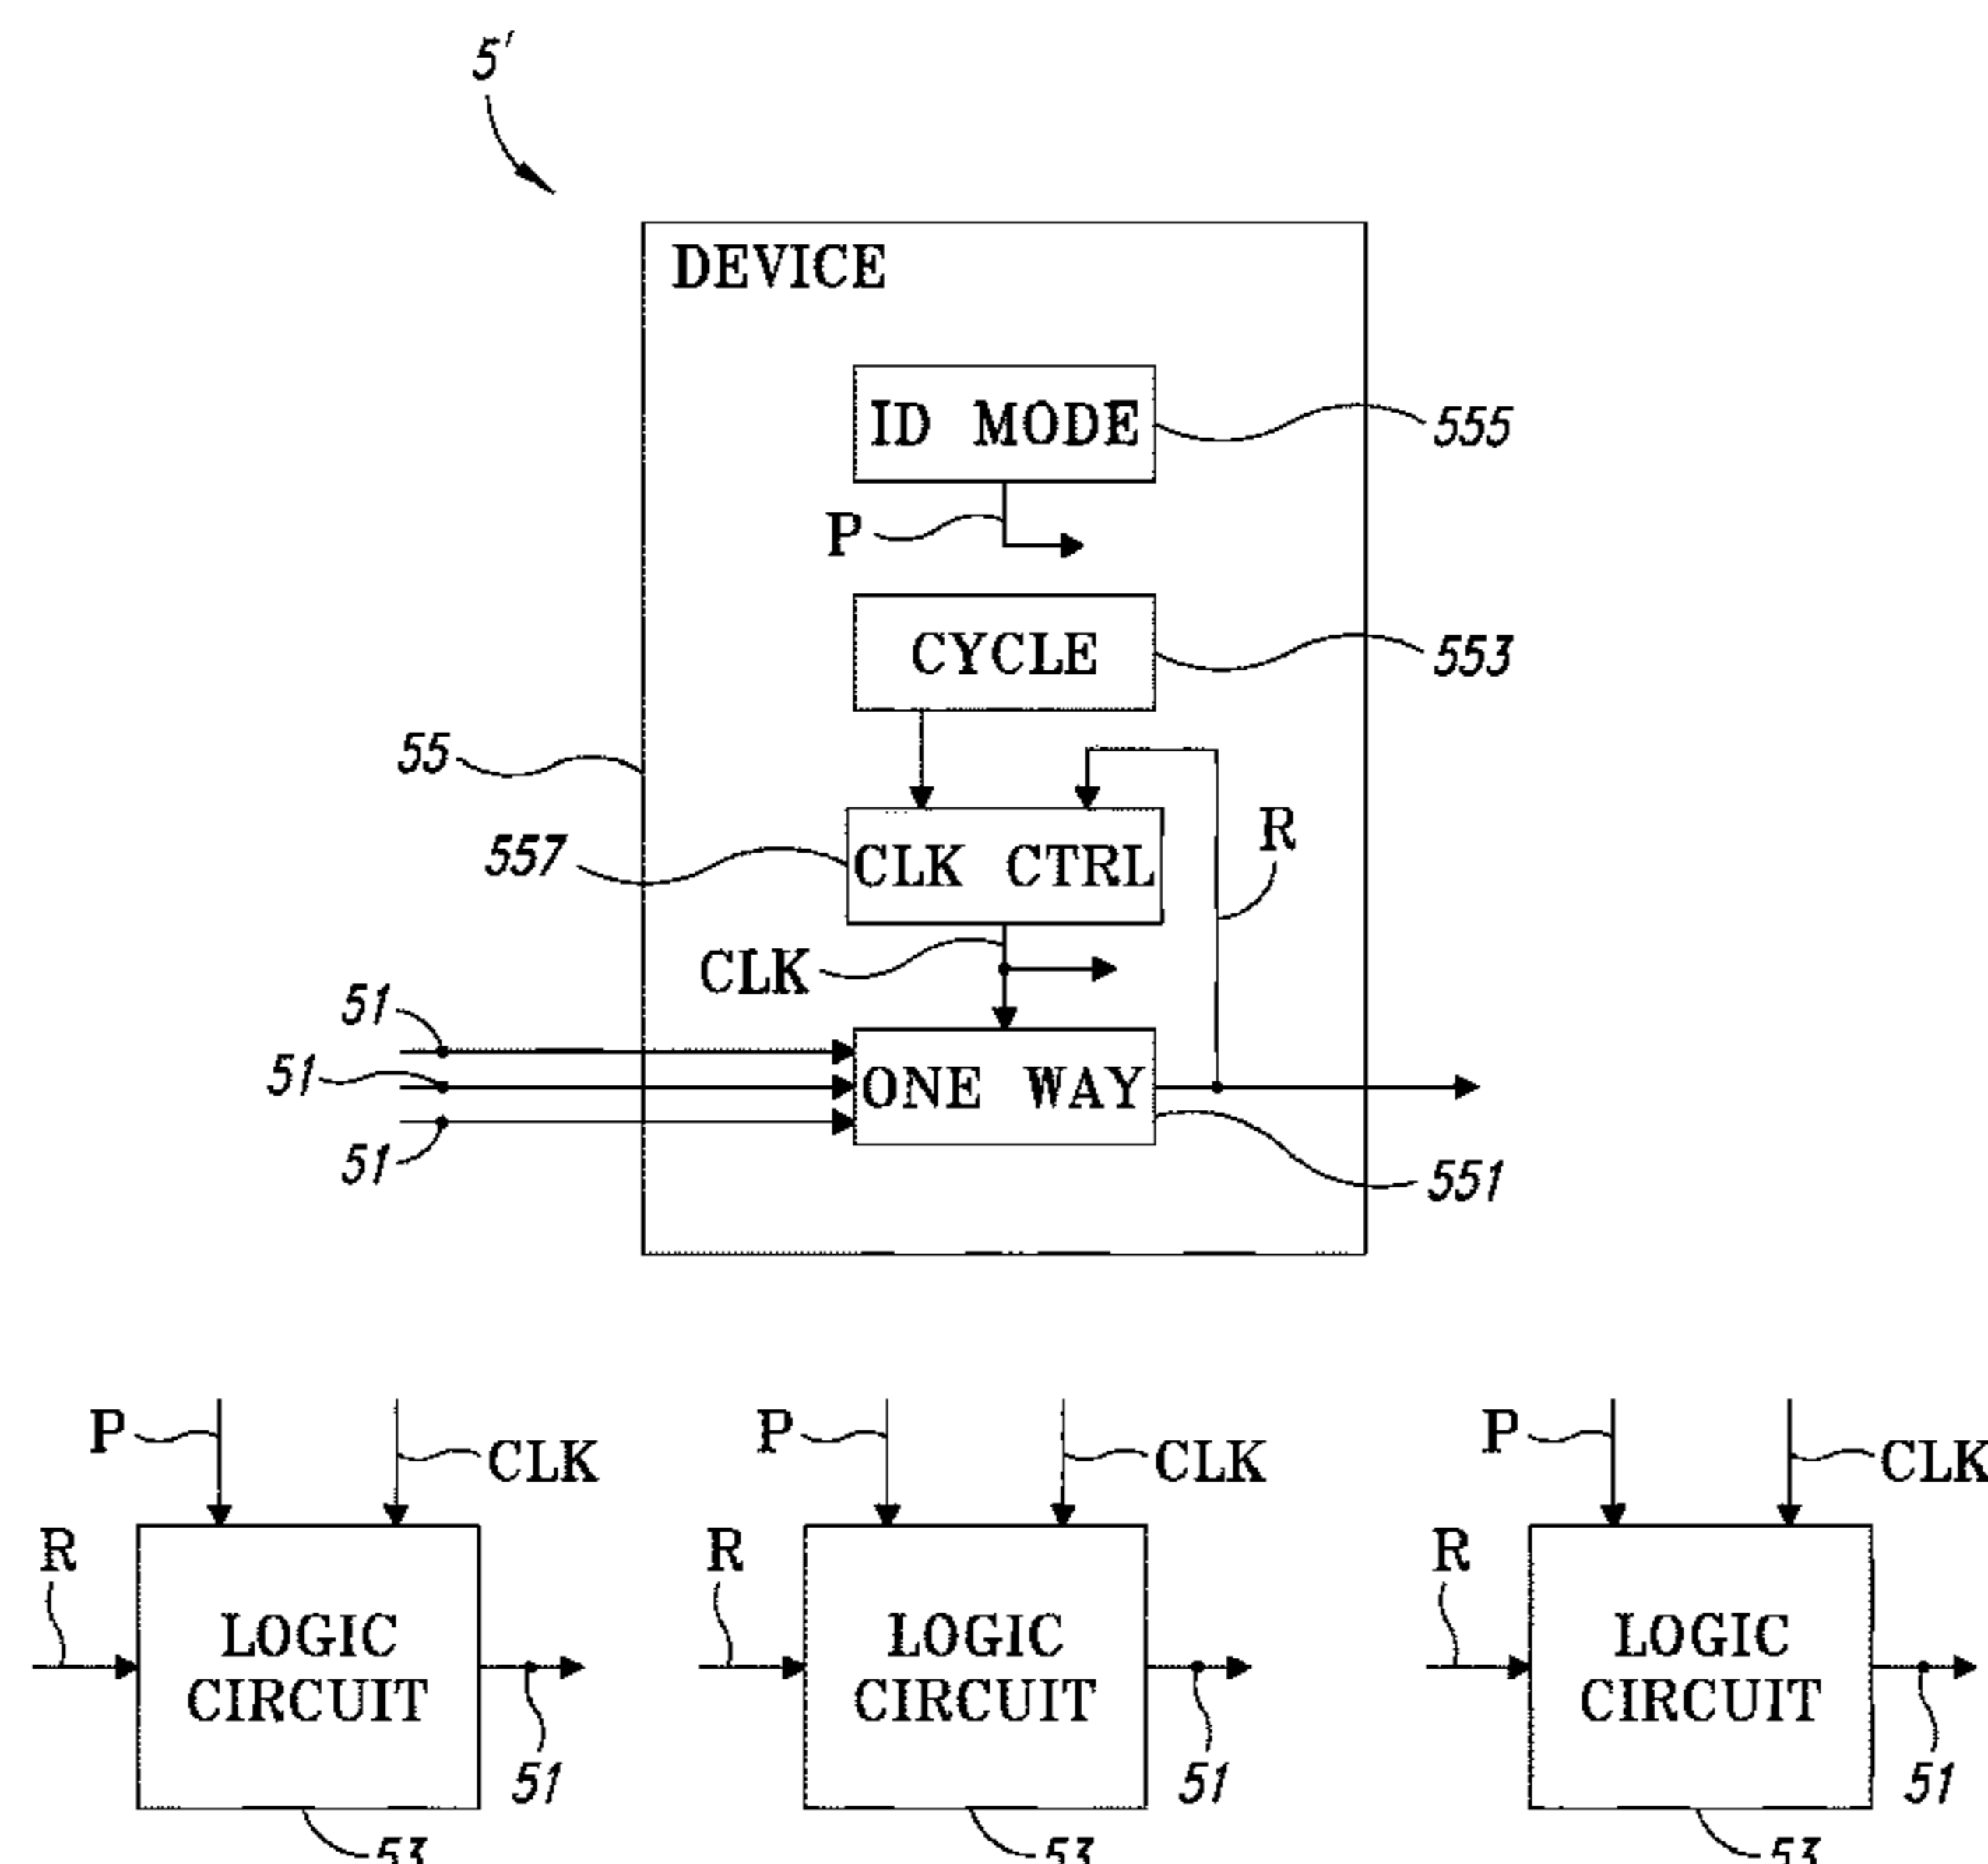 5'
DEVICE
ID MODE
555
P
CYCLE
553
55
R
557
CLK CTRL
CLK
51
51
ONE WAY
51
551
P
CLK
P
CLK
P
CLK
R
R
R
LOGIC
CIRCUIT
LOGIC
CIRCUIT
LOGIC
CIRCUIT
51
51
51
53
53
53